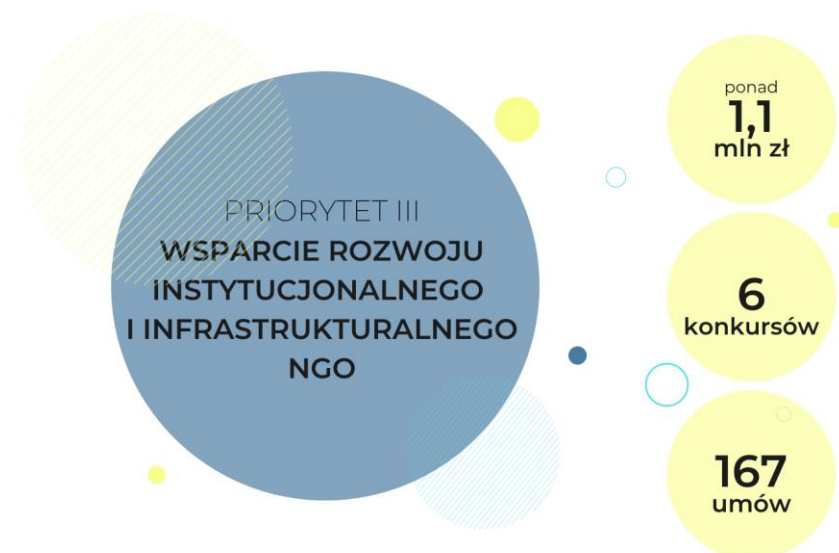 PRIORYTET III
WSPARCIE ROZWOJU
INSTYTUCJONALNEGO
I INFRASTRUKTURALNEGO
NGO
ponad
1,1
mln zł
6
konkursów
167
umów